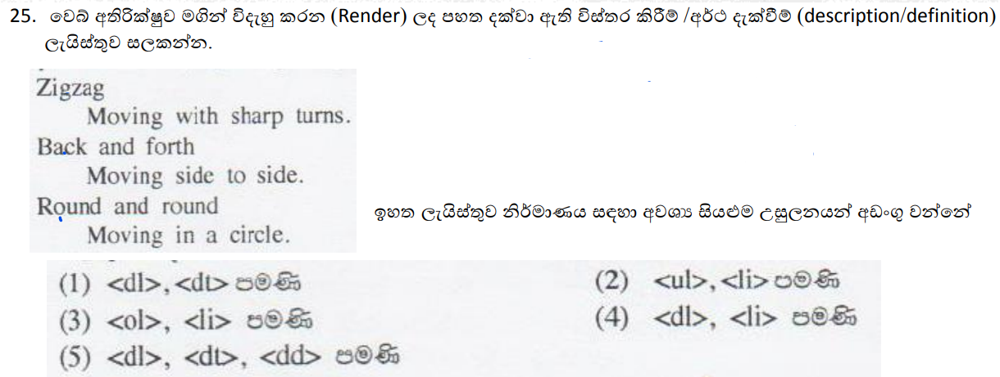 25. වෙබ් අතිරික්ෂුව මගින් විදැහු කරන (Render) ලද පහත දක්වා ඇති විස්තර කිරීම් /අර්ථ දැක්වීම් (description/definition)
ලැයිස්තුව සලකන්න.
Zigzag
Moving with sharp turns.
Back and forth
Moving side to side.
Round and round
Moving in a circle.
ඉහත ලැයිස්තුව නිර්මාණය සඳහා අවශ්‍ය සියළුම උසුලනයන් අඩංගු වන්නේ
(1) <dl>, <dt> පමණි
(2) <ul>, <li> පමණි
(3) <ol>, <li> පමණි
(4) <dl>, <li> පමණි
(5) <dl>, <dt>, <dd> පමණි